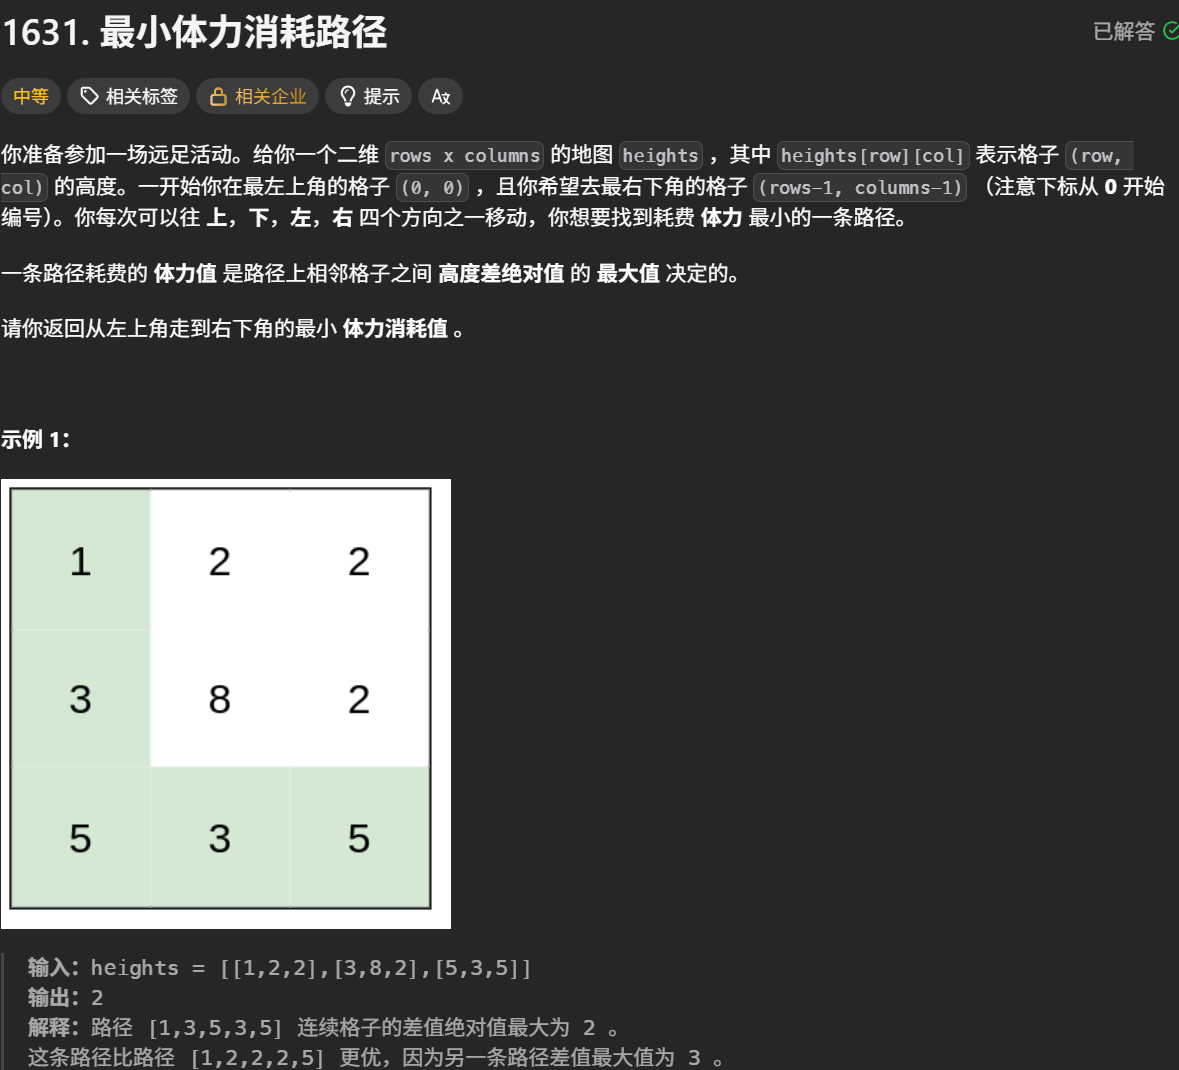 1631. 最小体力消耗路径
已解答
中等 相关标签 相关企业 提示 A文
你准备参加一场远足活动。给你一个二维 rows x columns 的地图 heights ，其中 heights[row][col] 表示格子 (row,
col) 的高度。一开始你在最左上角的格子 (0, 0) ，且你希望去最右下角的格子 (rows-1, columns-1) （注意下标从 0 开始
编号）。你每次可以往 上，下，左，右 四个方向之一移动，你想要找到耗费 体力 最小的一条路径。
一条路径耗费的 体力值 是路径上相邻格子之间 高度差绝对值 的 最大值 决定的。
请你返回从左上角走到右下角的最小 体力消耗值 。
示例 1：
1 2 2
3 8 2
5 3 5
输入：heights = [[1,2,2],[3,8,2],[5,3,5]]
输出：2
解释：路径 [1,3,5,3,5] 连续格子的差值绝对值最大为 2 。
这条路径比路径 [1,2,2,2,5] 更优，因为另一条路径差值最大值为 3 。